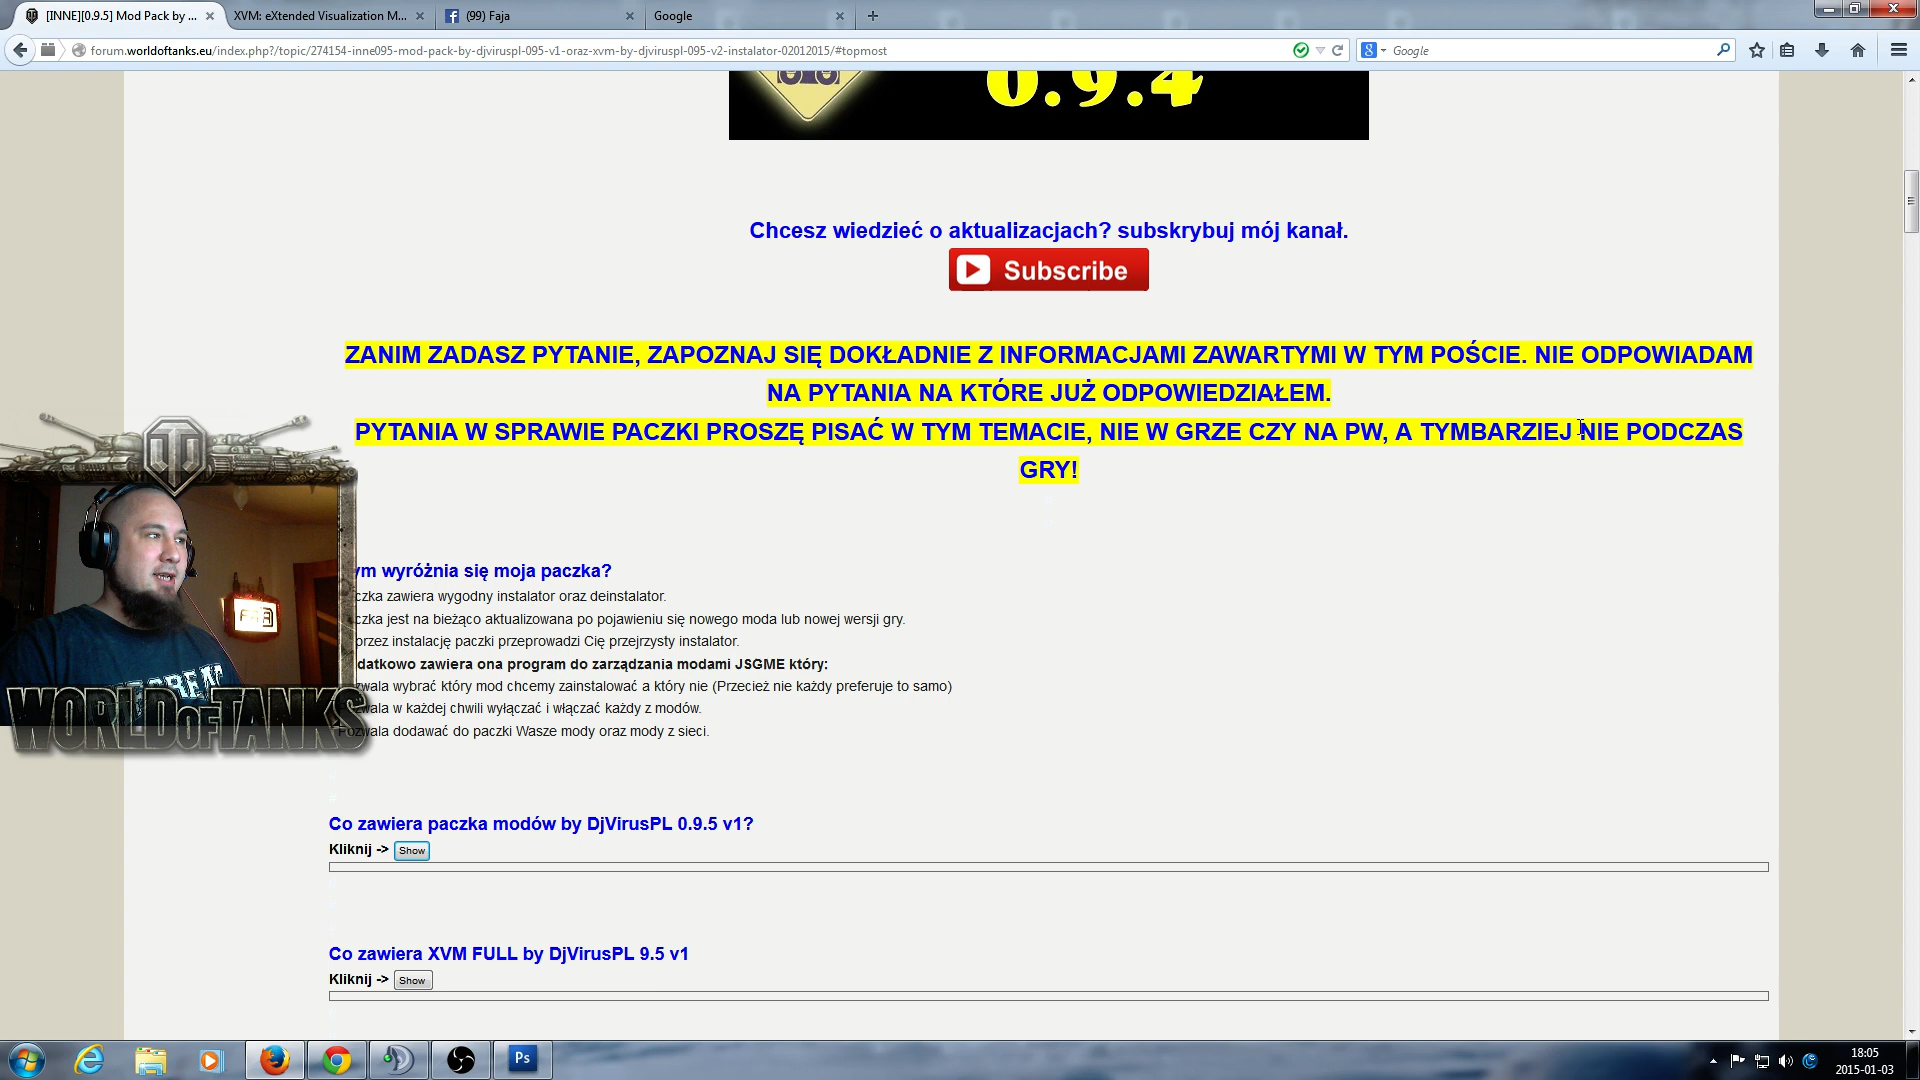 [INNE][0.9.5] Mod Pack by ...
XVM: eXtended Visualization M...
(99) Faja
Google
forum.worldoftanks.eu/index.php?/topic/274154-inne095-mod-pack-by-djviruspl-095-v1-oraz-xvm-by-djviruspl-095-v2-instalator-02012015/#topmost
Google
0.9.4
Chcesz wiedzieć o aktualizacjach? subskrybuj mój kanał.
Subscribe
ZANIM ZADASZ PYTANIE, ZAPOZNAJ SIĘ DOKŁADNIE Z INFORMACJAMI ZAWARTYMI W TYM POŚCIE. NIE ODPOWIADAM
NA PYTANIA NA KTÓRE JUŻ ODPOWIEDZIAŁEM.
PYTANIA W SPRAWIE PACZKI PROSZĘ PISAĆ W TYM TEMACIE, NIE W GRZE CZY NA PW, A TYMBARZIEJ NIE PODCZAS
GRY!
ym wyróżnia się moja paczka?
czka zawiera wygodny instalator oraz deinstalator.
czka jest na bieżąco aktualizowana po pojawieniu się nowego moda lub nowej wersji gry.
przez instalację paczki przeprowadzi Cię przejrzysty instalator.
datkowo zawiera ona program do zarządzania modami JSGME który:
wala wybrać który mod chcemy zainstalować a który nie (Przecież nie każdy preferuje to samo)
wala w każdej chwili wyłączać i włączać każdy z modów.
Pozwala dodawać do paczki Wasze mody oraz mody z sieci.
WORLD OF TANKS
Co zawiera paczka modów by DjVirusPL 0.9.5 v1?
Kliknij -> Show
Co zawiera XVM FULL by DjVirusPL 9.5 v1
Kliknij -> Show
Ps
18:05
2015-01-03